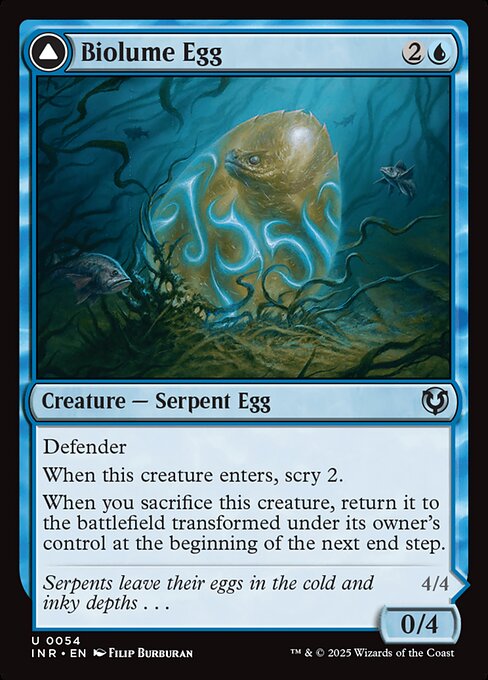 Biolume Egg 2
Creature — Serpent Egg
Defender
When this creature enters, scry 2.
When you sacrifice this creature, return it to
the battlefield transformed under its owner's
control at the beginning of the next end step.
Serpents leave their eggs in the cold and
inky depths . . .
4/4
0/4
U 0054
INR • EN Filip Burburan
™ & © 2025 Wizards of the Coast